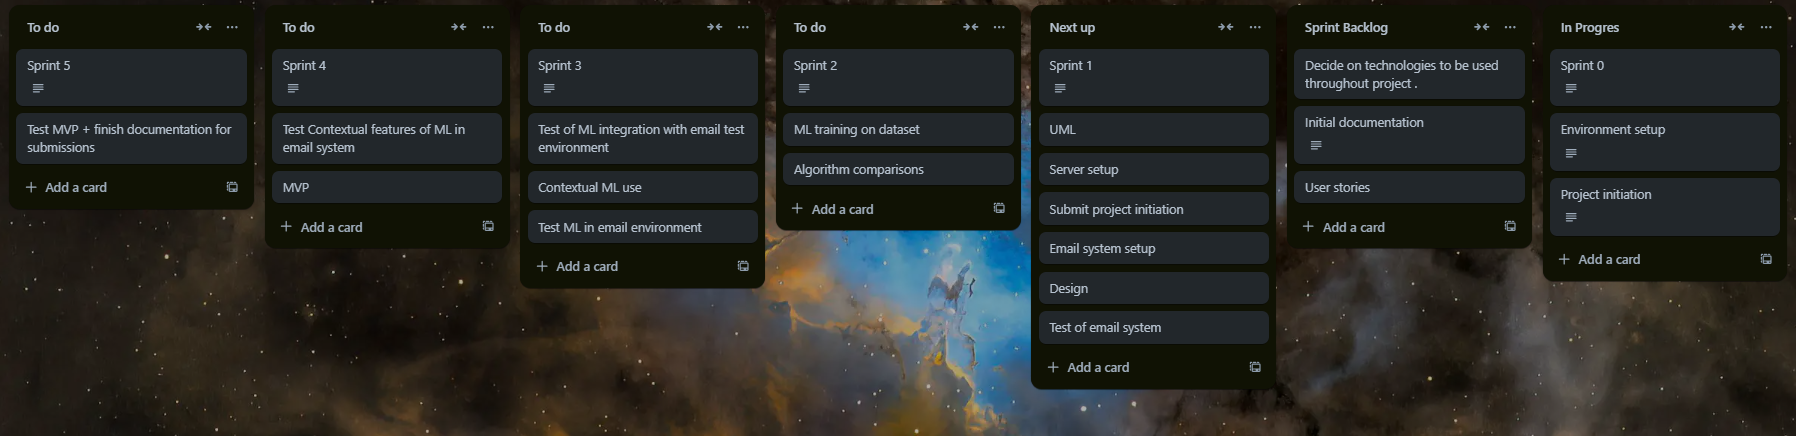 To do
Sprint 5
Test MVP + finish documentation for
submissions
Add a card
To do
Sprint 4
Test Contextual features of ML in
email system
MVP
Add a card
To do
Sprint 3
Test of ML integration with email test
environment
Contextual ML use
Test ML in email environment
Add a card
To do
Sprint 2
ML training on dataset
Algorithm comparisons
Add a card
Next up
Sprint 1
UML
Server setup
Submit project initiation
Email system setup
Design
Test of email system
Add a card
Sprint Backlog
Decide on technologies to be used
throughout project .
Initial documentation
User stories
Add a card
In Progres
Sprint 0
Environment setup
Project initiation
Add a card